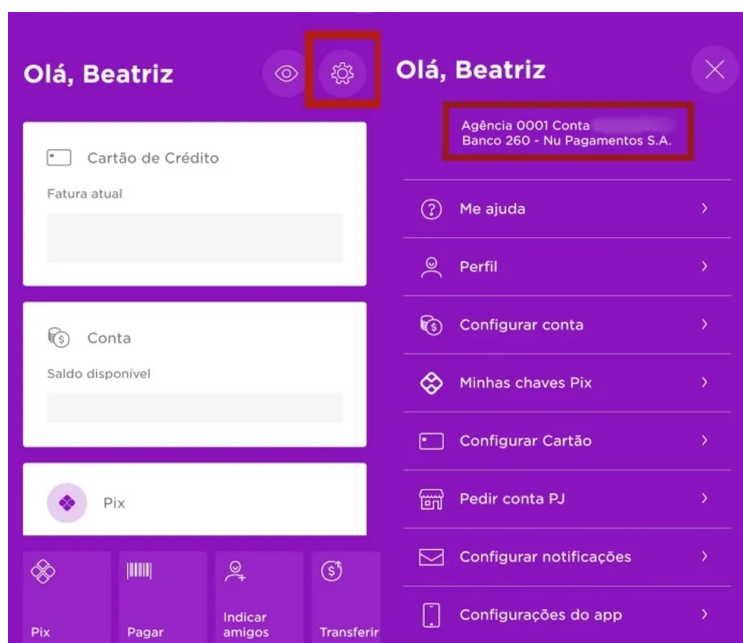 Olá, Beatriz
Cartão de Crédito
Fatura atual
Conta
Saldo disponível
Pix
Pix
Pagar
Indicar
amigos
Transferir
Olá, Beatriz
Agência 0001 Conta
Banco 260 - Nu Pagamentos S.A.
Me ajuda
Perfil
Configurar conta
Minhas chaves Pix
Configurar Cartão
Pedir conta PJ
Configurar notificações
Configurações do app